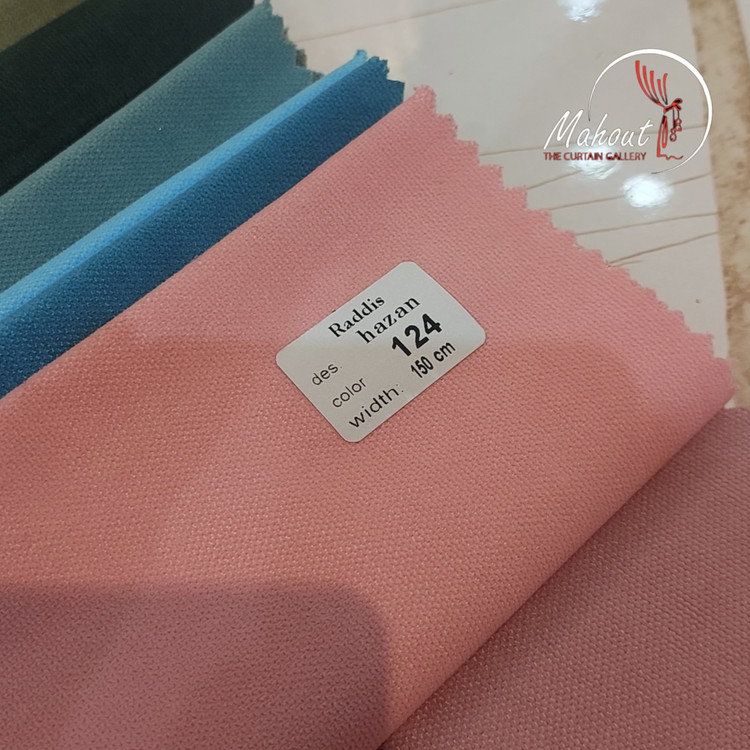 Mahout
THE CURTAIN GALLERY
Raddis
des. hazan
color 124
width: 150 cm